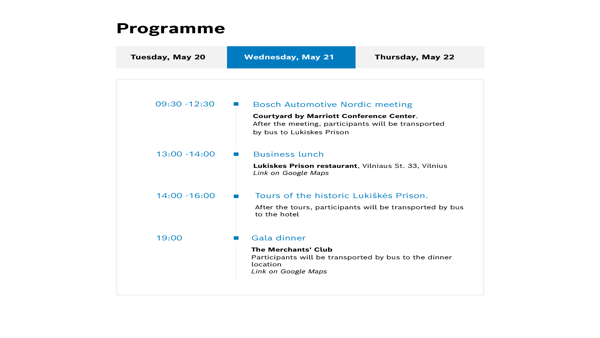 Programme
Tuesday, May 20
Wednesday, May 21
Thursday, May 22
09:30 -12:30
Bosch Automotive Nordic meeting
Courtyard by Marriott Conference Center.
After the meeting, participants will be transported
by bus to Lukiskes Prison
13:00 -14:00
Business lunch
Lukiskes Prison restaurant, Vilniaus St. 33, Vilnius
Link on Google Maps
14:00 -16:00
Tours of the historic Lukiškės Prison.
After the tours, participants will be transported by bus
to the hotel
19:00
Gala dinner
The Merchants' Club
Participants will be transported by bus to the dinner
location
Link on Google Maps